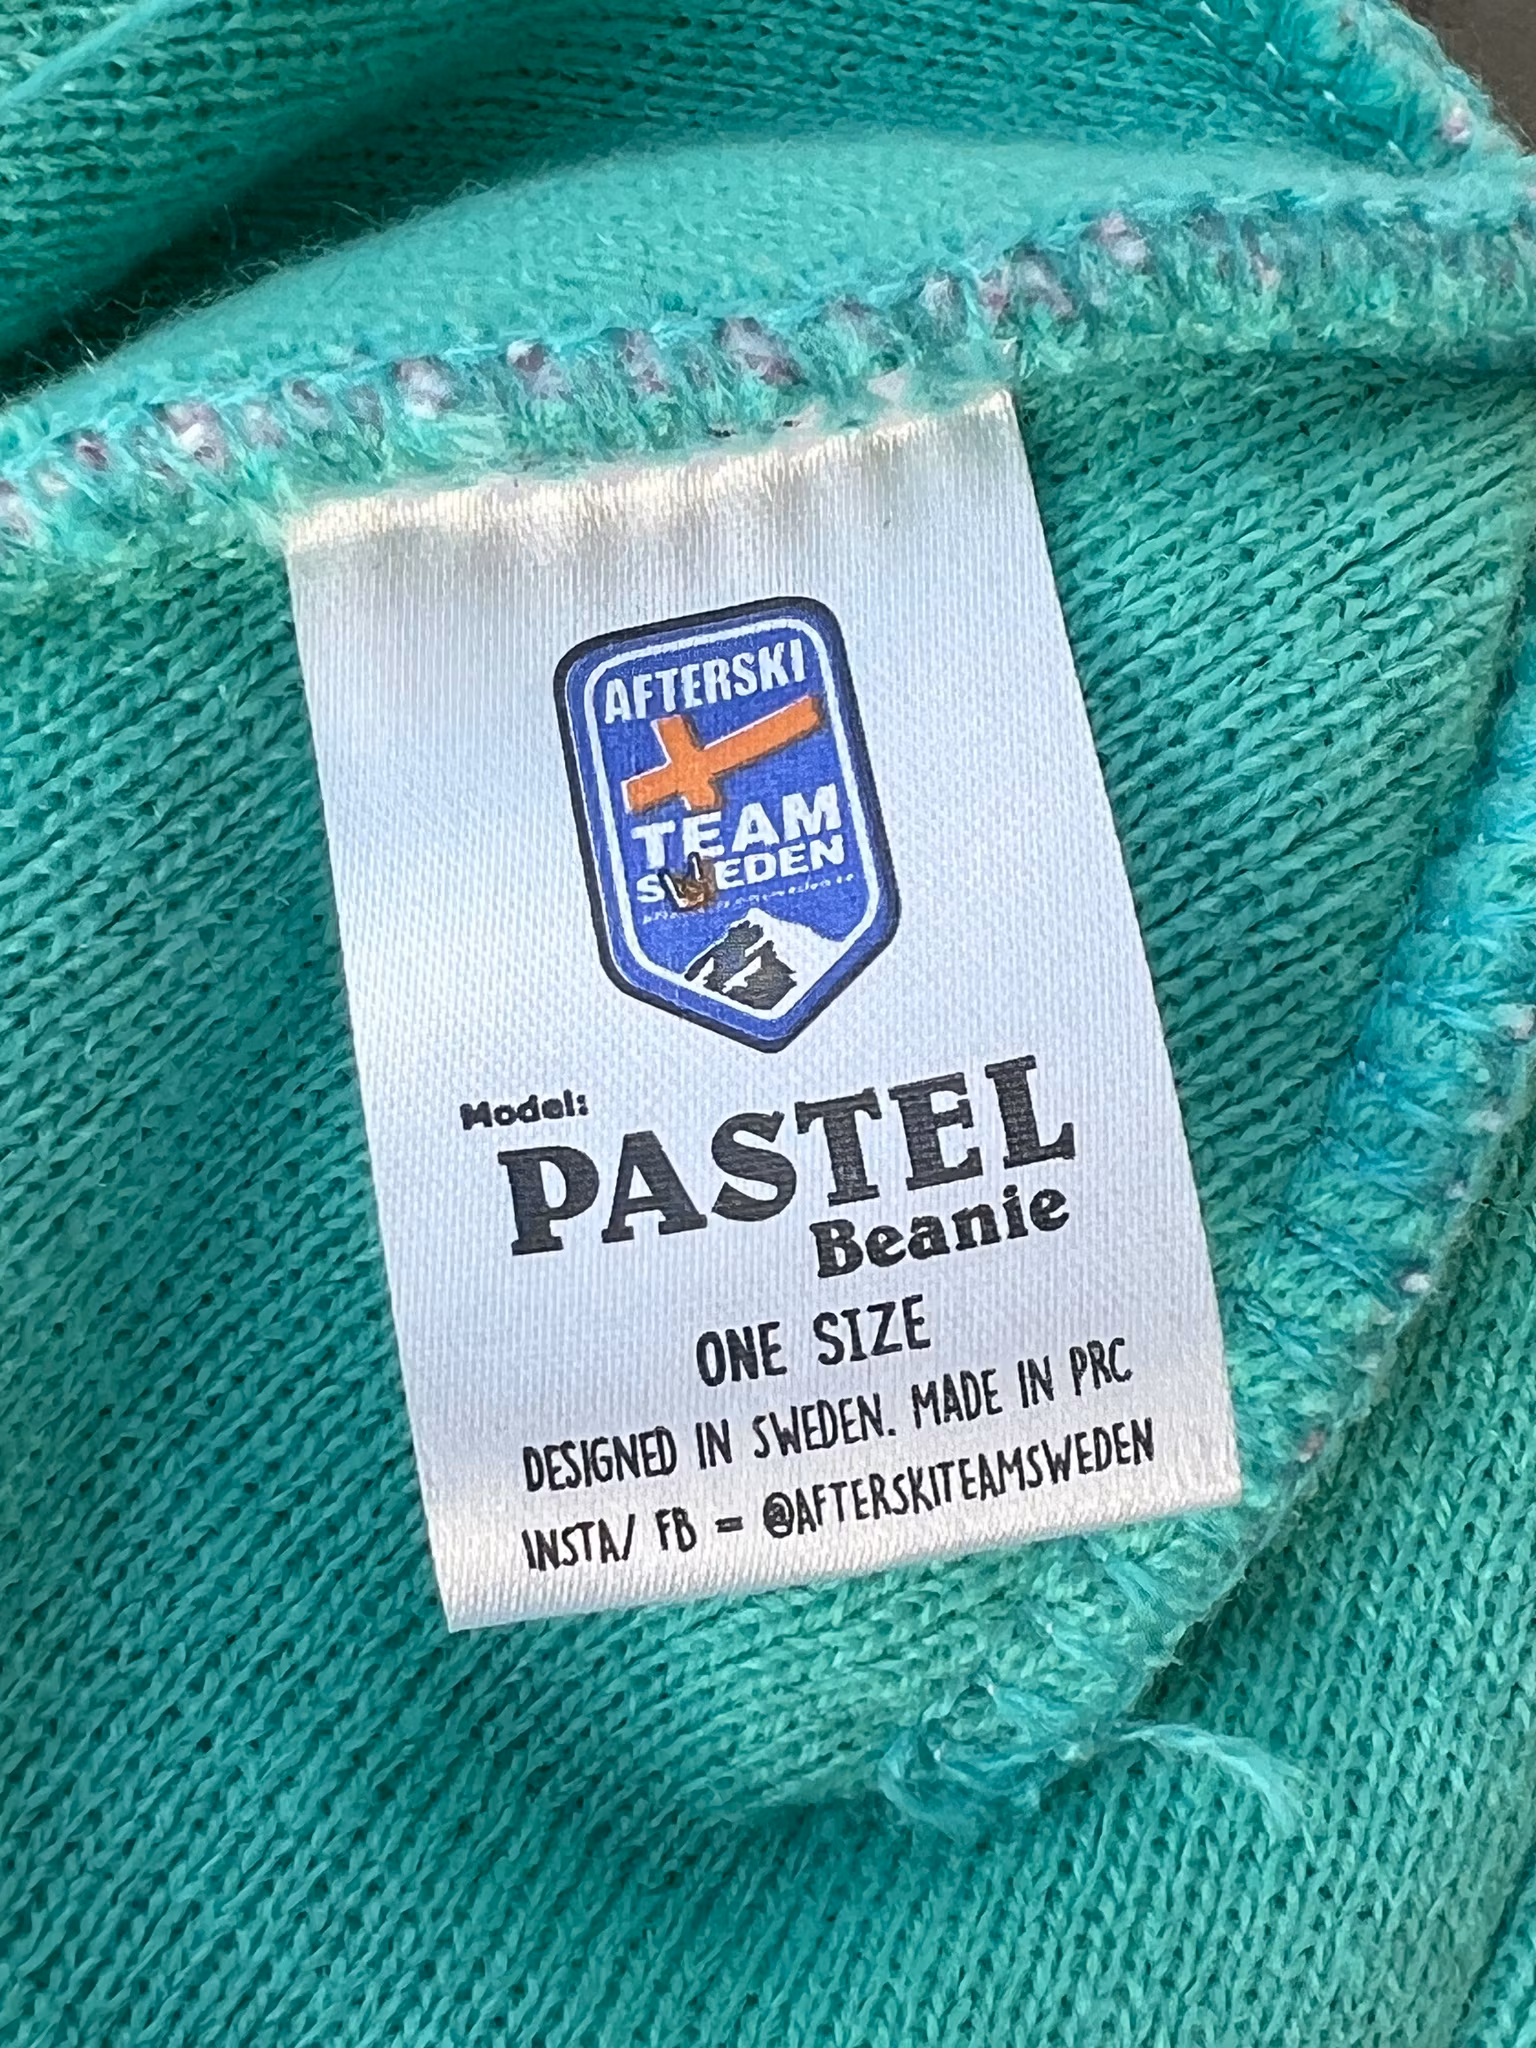 AFTERSKI
TEAM
SWEDEN
Model:
PASTEL
Beanie
ONE SIZE
DESIGNED IN SWEDEN. MADE IN PRC
INSTA/ FB = @AFTERSKITEAMSWEDEN